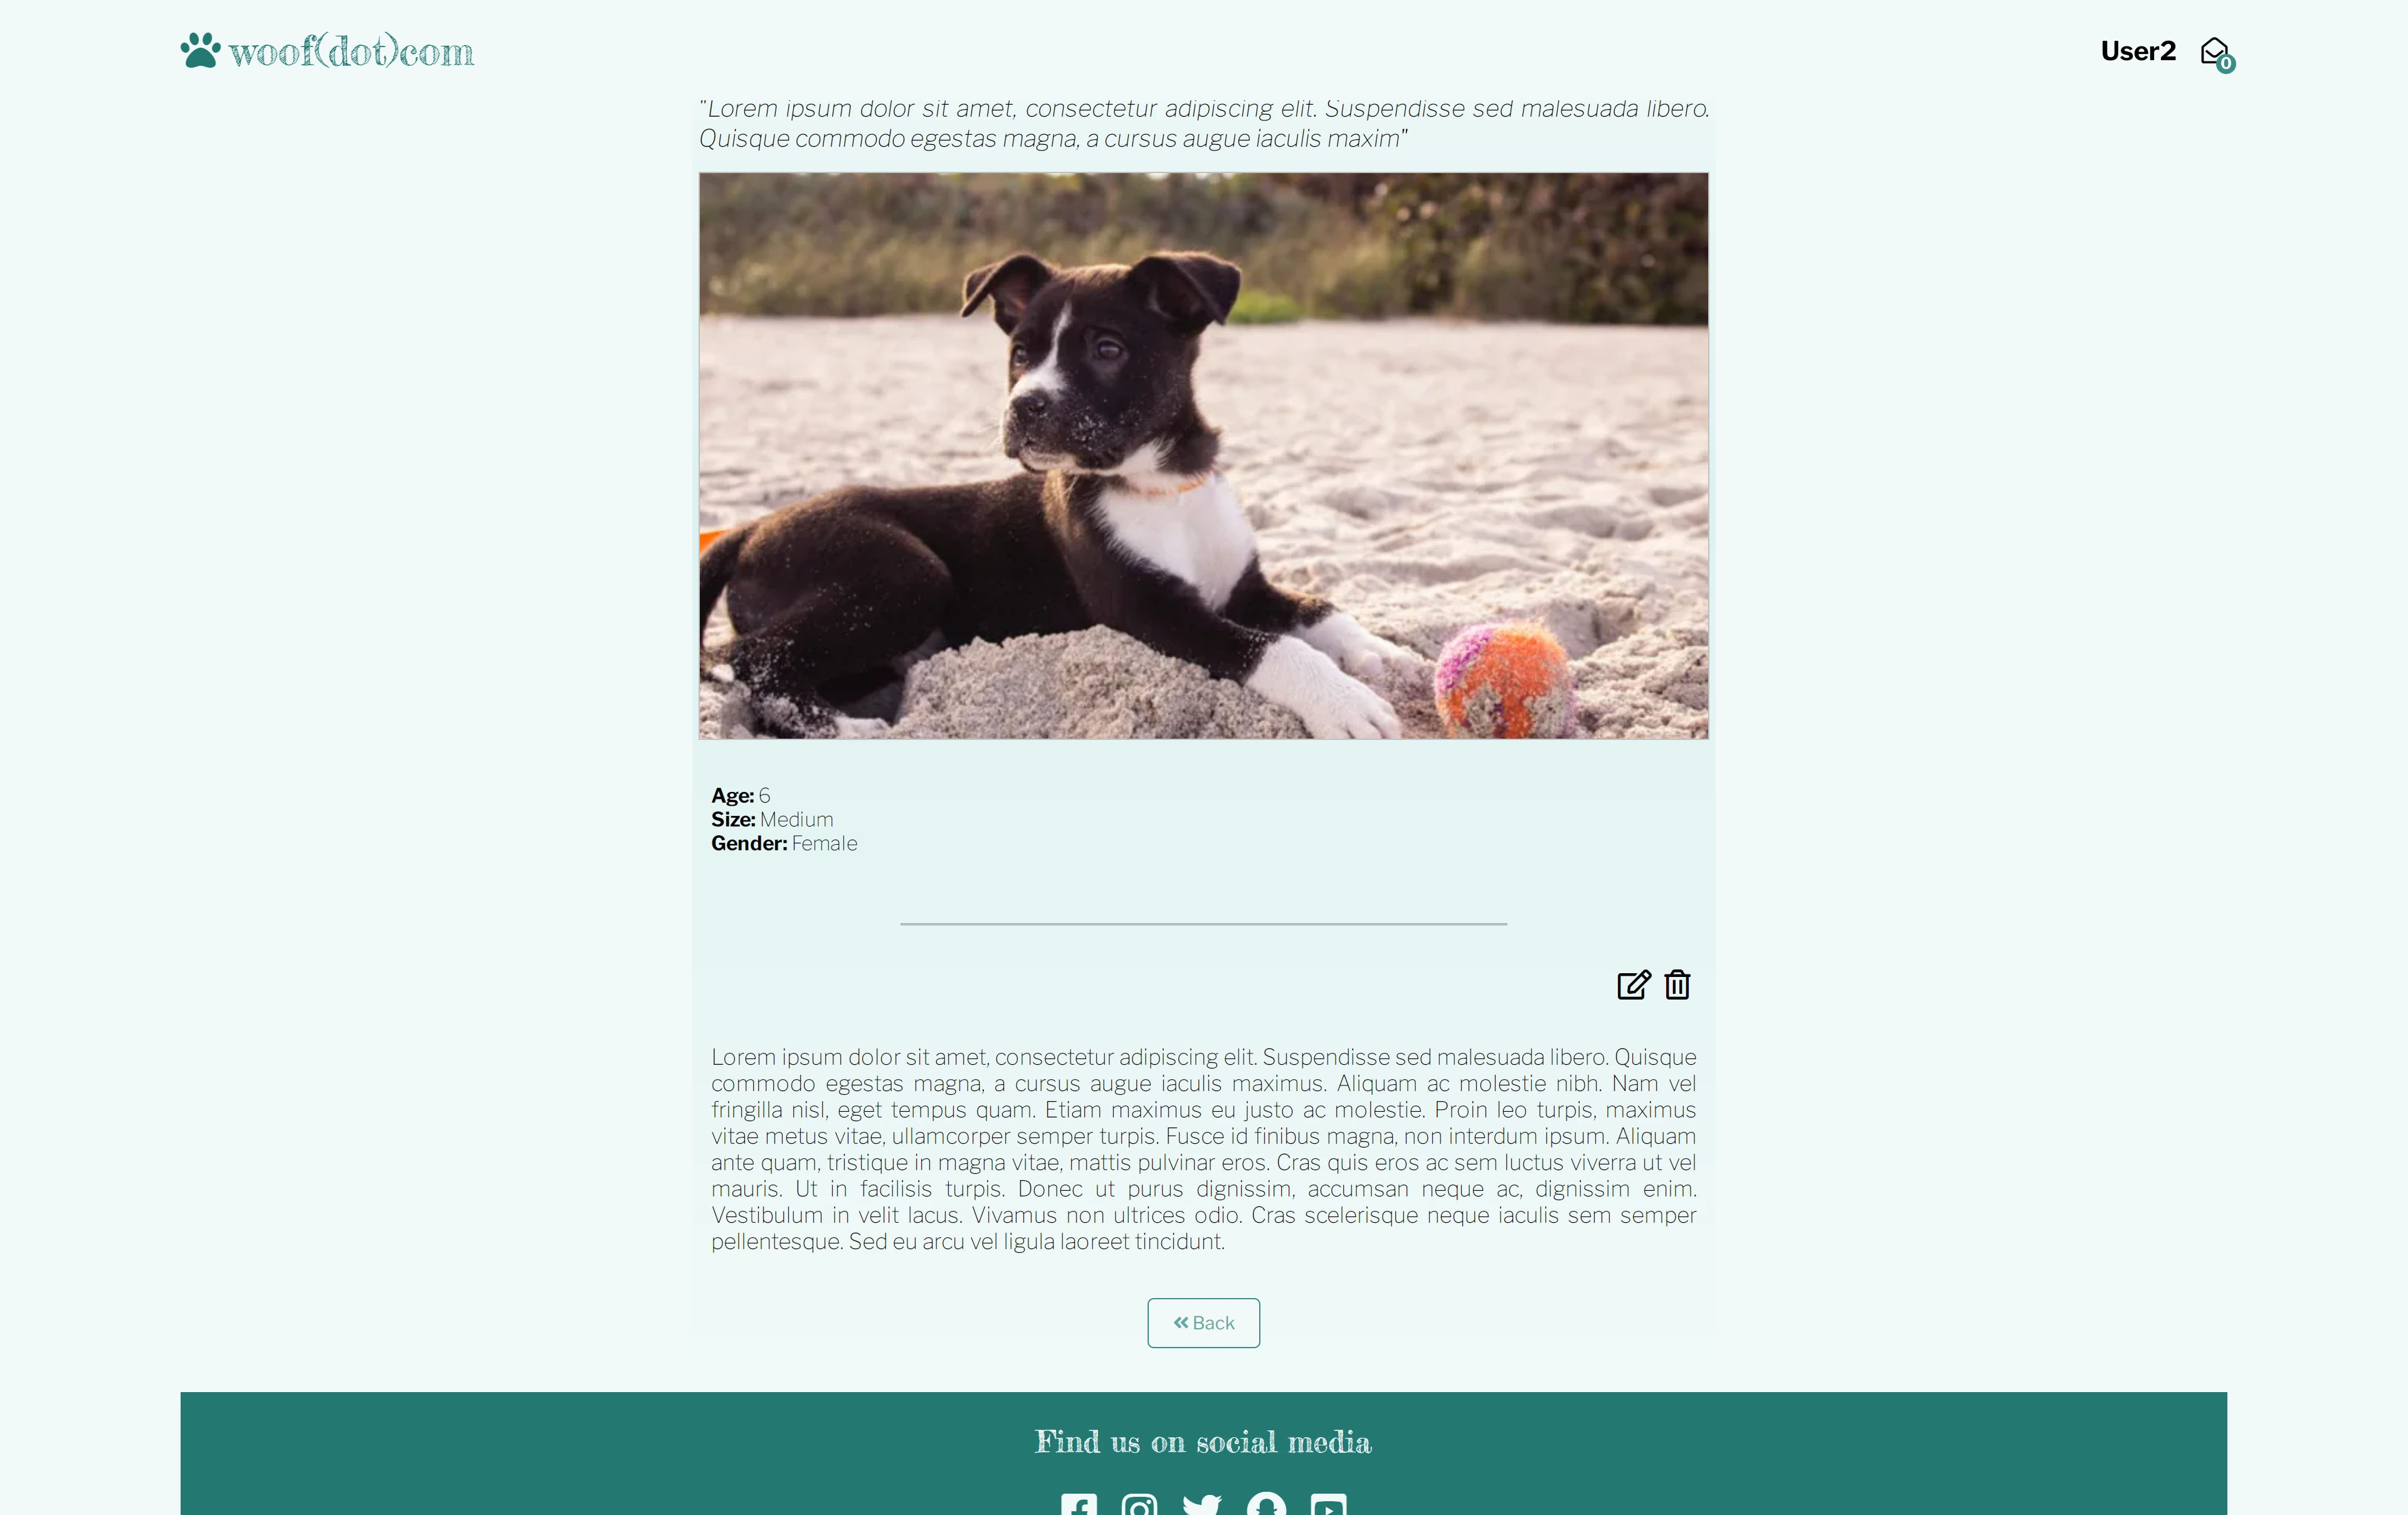 woof(dot)com
User2
0
"Lorem ipsum dolor sit amet, consectetur adipiscing elit. Suspendisse sed malesuada libero.
Quisque commodo egestas magna, a cursus augue iaculis maxim"
Age: 6
Size: Medium
Gender: Female
Lorem ipsum dolor sit amet, consectetur adipiscing elit. Suspendisse sed malesuada libero. Quisque
commodo egestas magna, a cursus augue iaculis maximus. Aliquam ac molestie nibh. Nam vel
fringilla nisl, eget tempus quam. Etiam maximus eu justo ac molestie. Proin leo turpis, maximus
vitae metus vitae, ullamcorper semper turpis. Fusce id finibus magna, non interdum ipsum. Aliquam
ante quam, tristique in magna vitae, mattis pulvinar eros. Cras quis eros ac sem luctus viverra ut vel
mauris. Ut in facilisis turpis. Donec ut purus dignissim, accumsan neque ac, dignissim enim.
Vestibulum in velit lacus. Vivamus non ultrices odio. Cras scelerisque neque iaculis sem semper
pellentesque. Sed eu arcu vel ligula laoreet tincidunt.
Back
Find us on social media